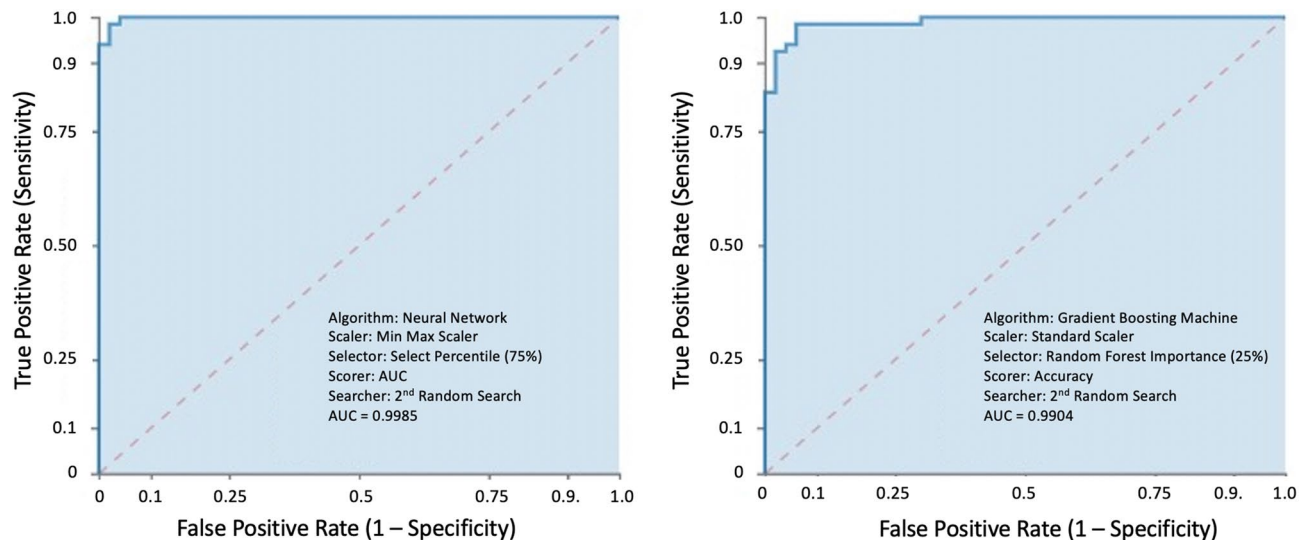 True Positive Rate (Sensitivity)
1.0
0.9
0.75
0.50
0.25
0.1
0
Algorithm: Neural Network
Scaler: Min Max Scaler
Selector: Select Percentile (75%)
Scorer: AUC
Searcher: 2nd Random Search
AUC = 0.9985
0 0.1 0.25 0.5 0.75 0.9. 1.0
False Positive Rate (1 – Specificity)
True Positive Rate (Sensitivity)
1.0
0.9
0.75
0.50
0.25
0.1
0
Algorithm: Gradient Boosting Machine
Scaler: Standard Scaler
Selector: Random Forest Importance (25%)
Scorer: Accuracy
Searcher: 2nd Random Search
AUC = 0.9904
0 0.1 0.25 0.5 0.75 0.9. 1.0
False Positive Rate (1 – Specificity)